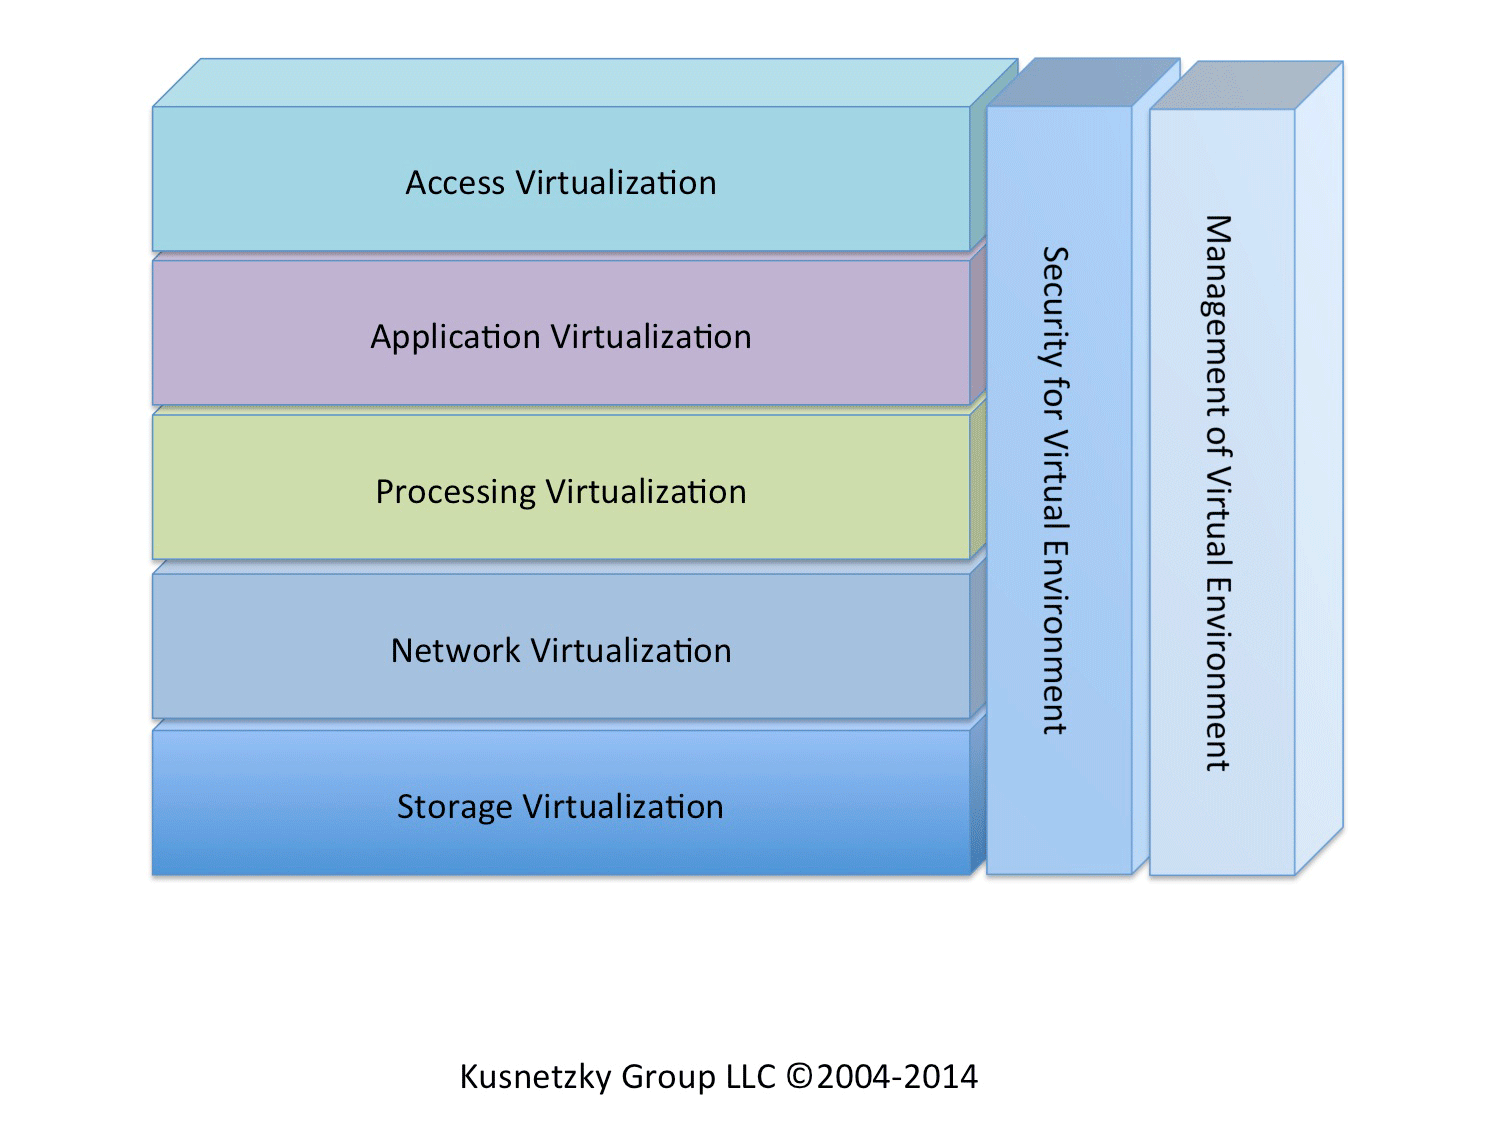 Access Virtualization
Application Virtualization
Processing Virtualization
Network Virtualization
Storage Virtualization
Security for Virtual Environment
Management of Virtual Environment
Kusnetzky Group LLC ©2004-2014